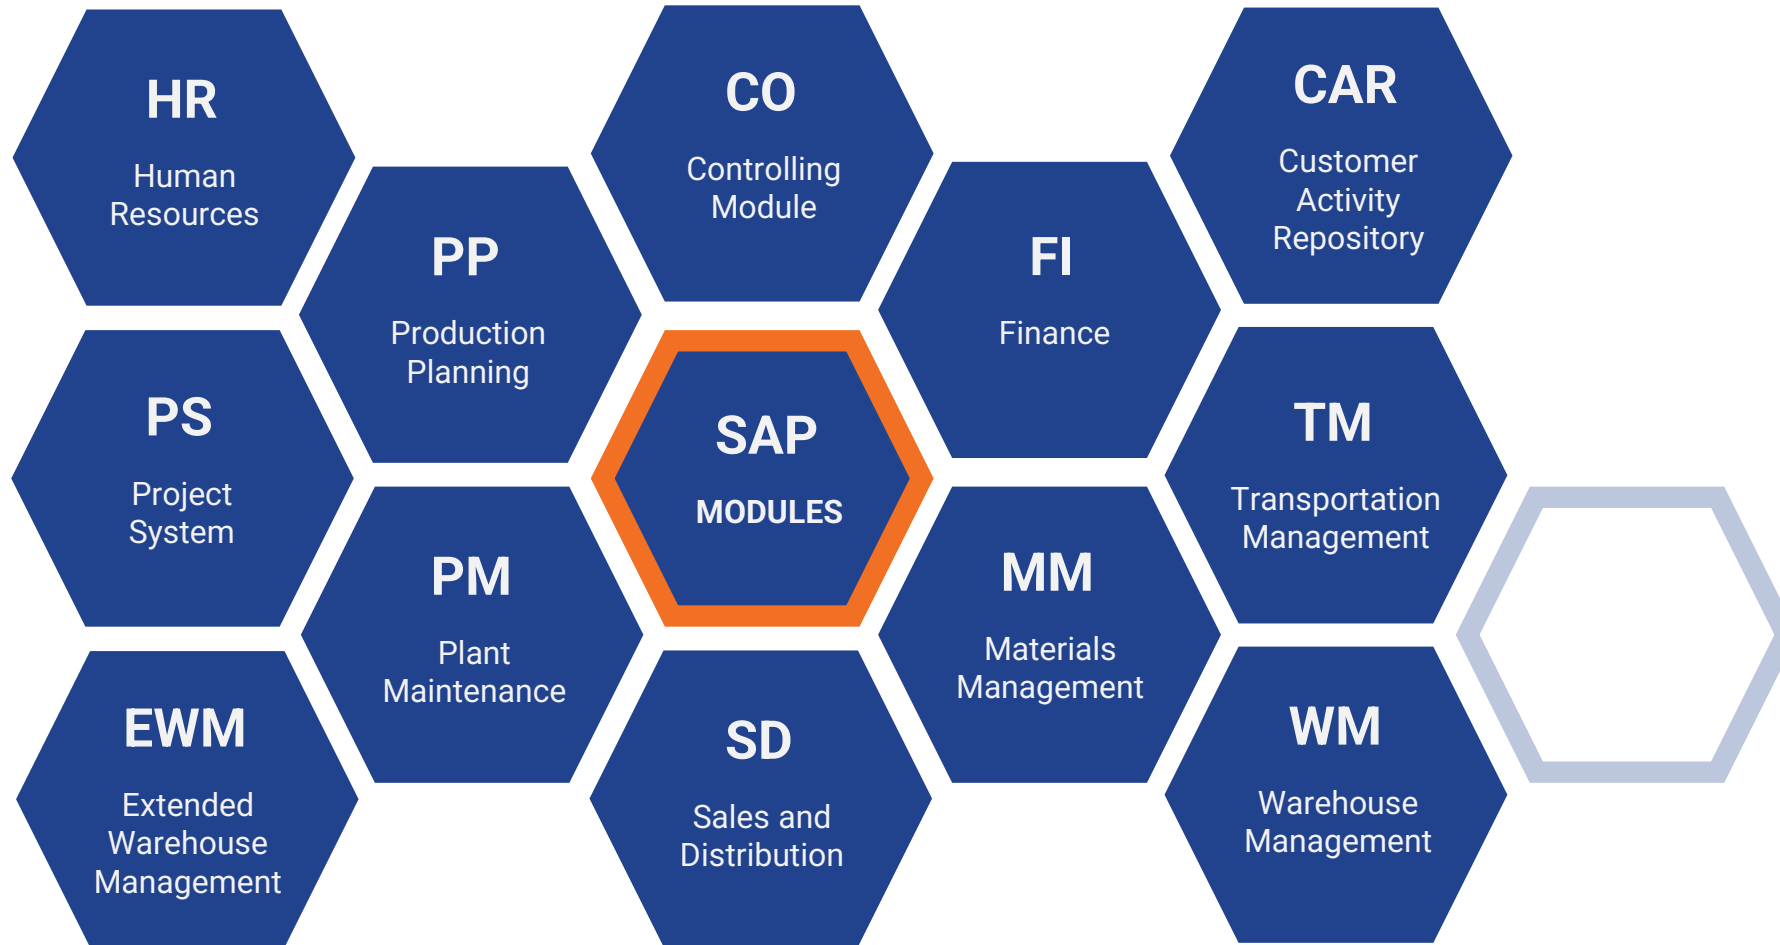 HR
Human
Resources
PS
Project
System
EWM
Extended
Warehouse
Management
PP
Production
Planning
PM
Plant
Maintenance
CO
Controlling
Module
SAP
MODULES
SD
Sales and
Distribution
FI
Finance
MM
Materials
Management
CAR
Customer
Activity
Repository
TM
Transportation
Management
WM
Warehouse
Management